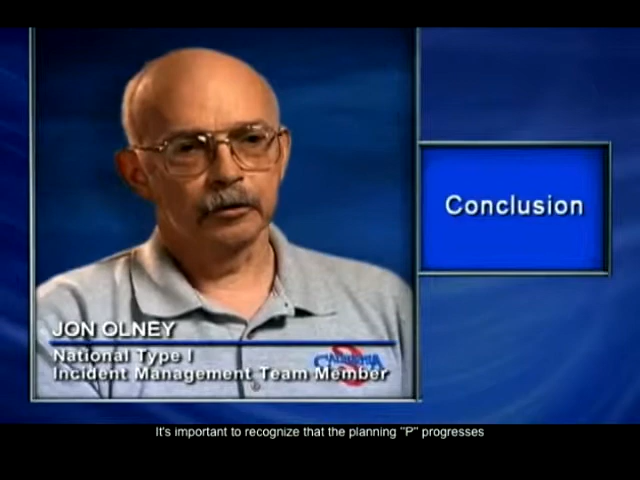 Conclusion
JON OLNEY
National Type I
Incident Management Team Member
It's important to recognize that the planning "P" progresses